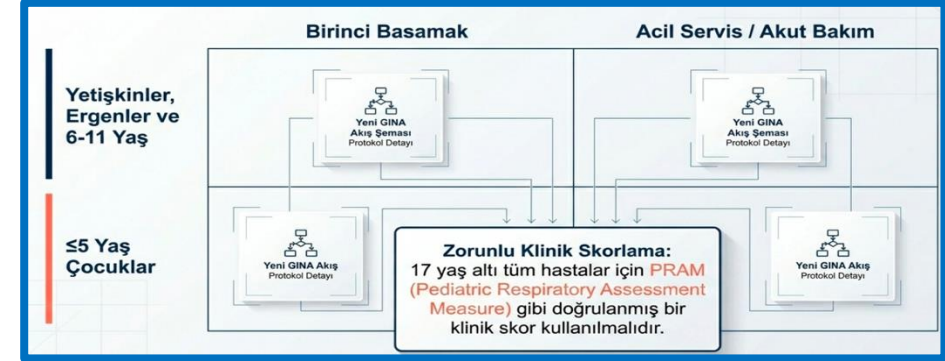 Birinci Basamak
Acil Servis / Akut Bakım
Yetişkinler,
Ergenler ve
6-11 Yaş
Yeni GINA
Akış Şeması
Protokol Detayı
Yeni GINA
Akış Şeması
Protokol Detayı
≤5 Yaş
Çocuklar
Yeni GINA Akış
Protokol Detayı
Zorunlu Klinik Skorlama:
17 yaş altı tüm hastalar için PRAM
(Pediatric Respiratory Assessment
Measure) gibi doğrulanmış bir
klinik skor kullanılmalıdır.
Yeni GINA Akış
Protokol Detayı